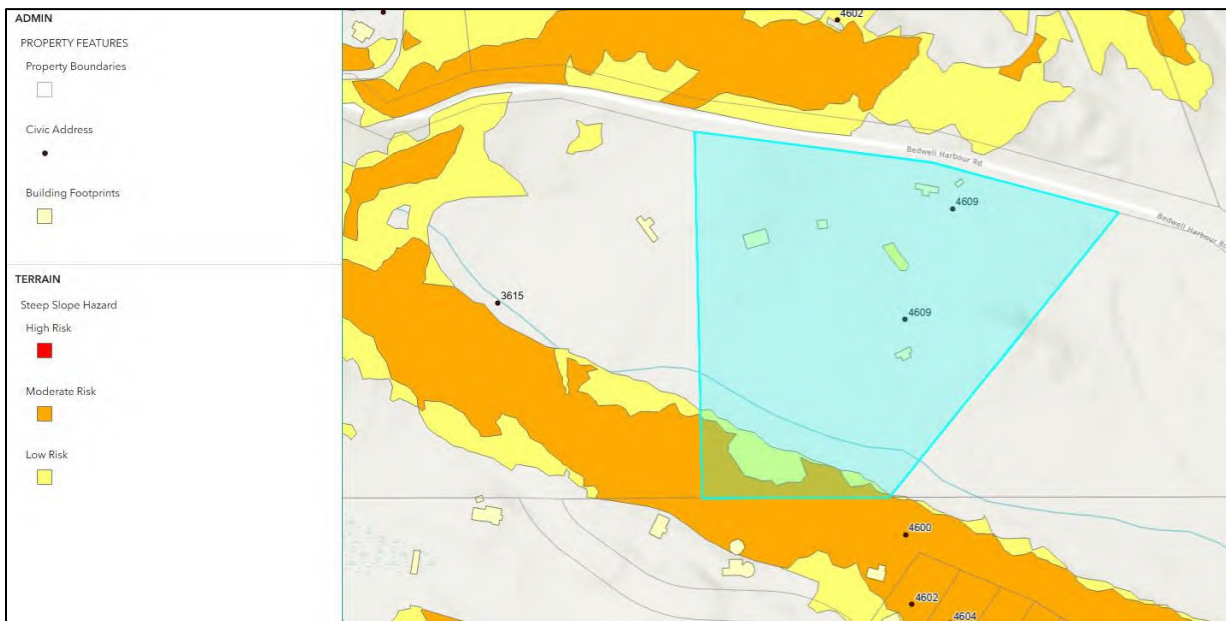 ADMIN
PROPERTY FEATURES
Property Boundaries
Civic Address
Building Footprints
TERRAIN
Steep Slope Hazard
High Risk
Moderate Risk
Low Risk
4602
Bedwell Harbour Rd
4609
Bedwell Harbour Rd
3615
4609
4600
4602
4604